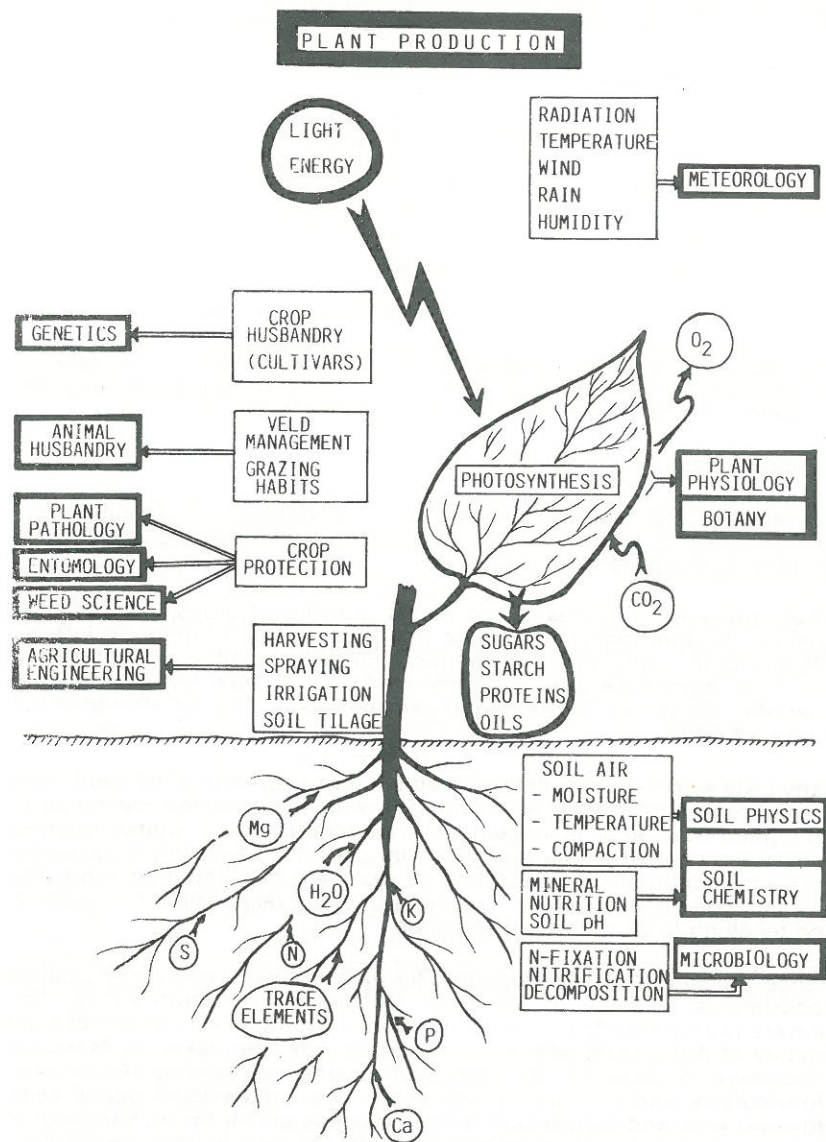 PLANT PRODUCTION
LIGHT
ENERGY
RADIATION
TEMPERATURE
WIND
RAIN
HUMIDITY
METEOROLOGY
GENETICS
CROP
HUSBANDRY
(CULTIVARS)
O2
ANIMAL
HUSBANDRY
VELD
MANAGEMENT
GRAZING
HABITS
PHOTOSYNTHESIS
PLANT
PHYSIOLOGY
BOTANY
PLANT
PATHOLOGY
ENTOMOLOGY
WEED SCIENCE
CROP
PROTECTION
CO2
AGRICULTURAL
ENGINEERING
HARVESTING
SPRAYING
IRRIGATION
SOIL TILAGE
SUGARS
STARCH
PROTEINS
OILS
SOIL AIR
- MOISTURE
- TEMPERATURE
- COMPACTION
SOIL PHYSICS
MINERAL
NUTRITION
SOIL pH
SOIL
CHEMISTRY
N-FIXATION
NITRIFICATION
DECOMPOSITION
MICROBIOLOGY
Mg
H2O
K
S
N
TRACE
ELEMENTS
P
Ca